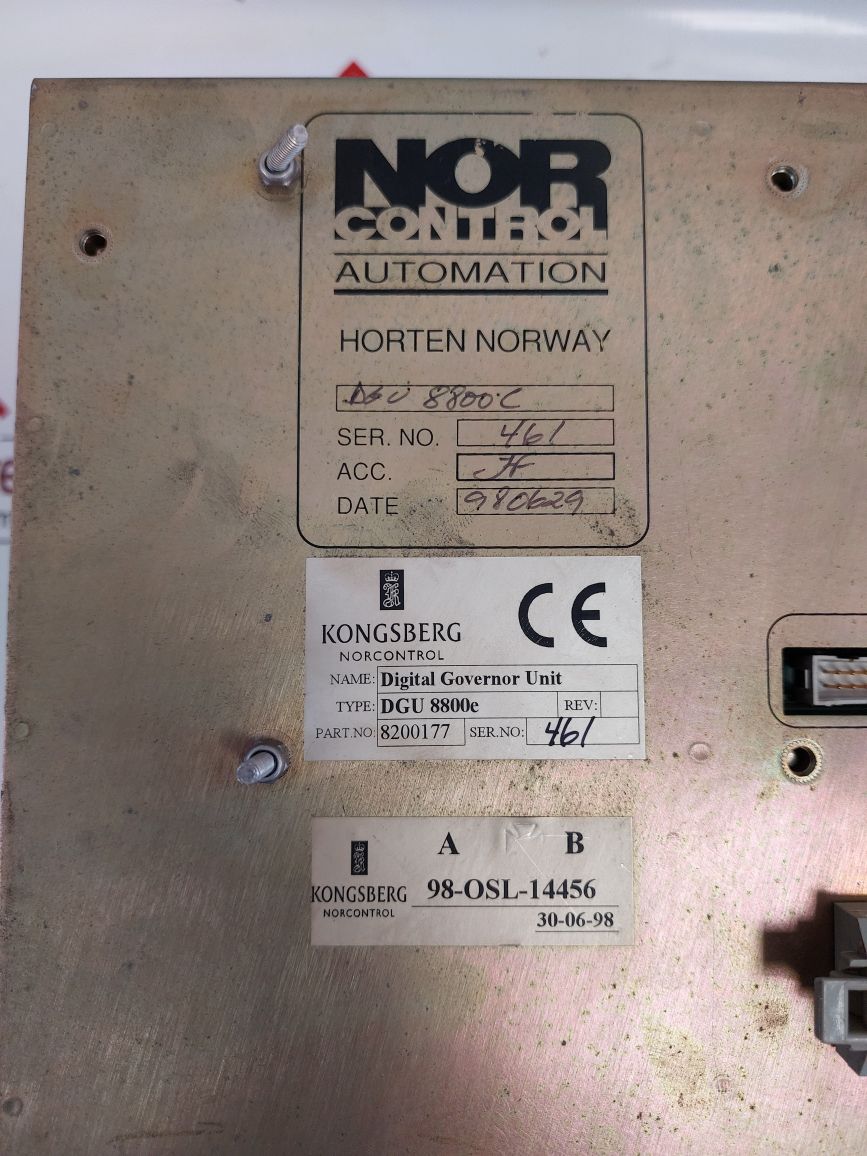 NOR
CONTROL
AUTOMATION
HORTEN NORWAY
DGU 8800.C
SER. NO. 461
ACC.
DATE 980629
KONGSBERG
NORCONTROL
CE
NAME: Digital Governor Unit
TYPE: DGU 8800e REV:
PART.NO: 8200177 SER.NO: 461
A B
KONGSBERG
NORCONTROL
98-OSL-14456
30-06-98